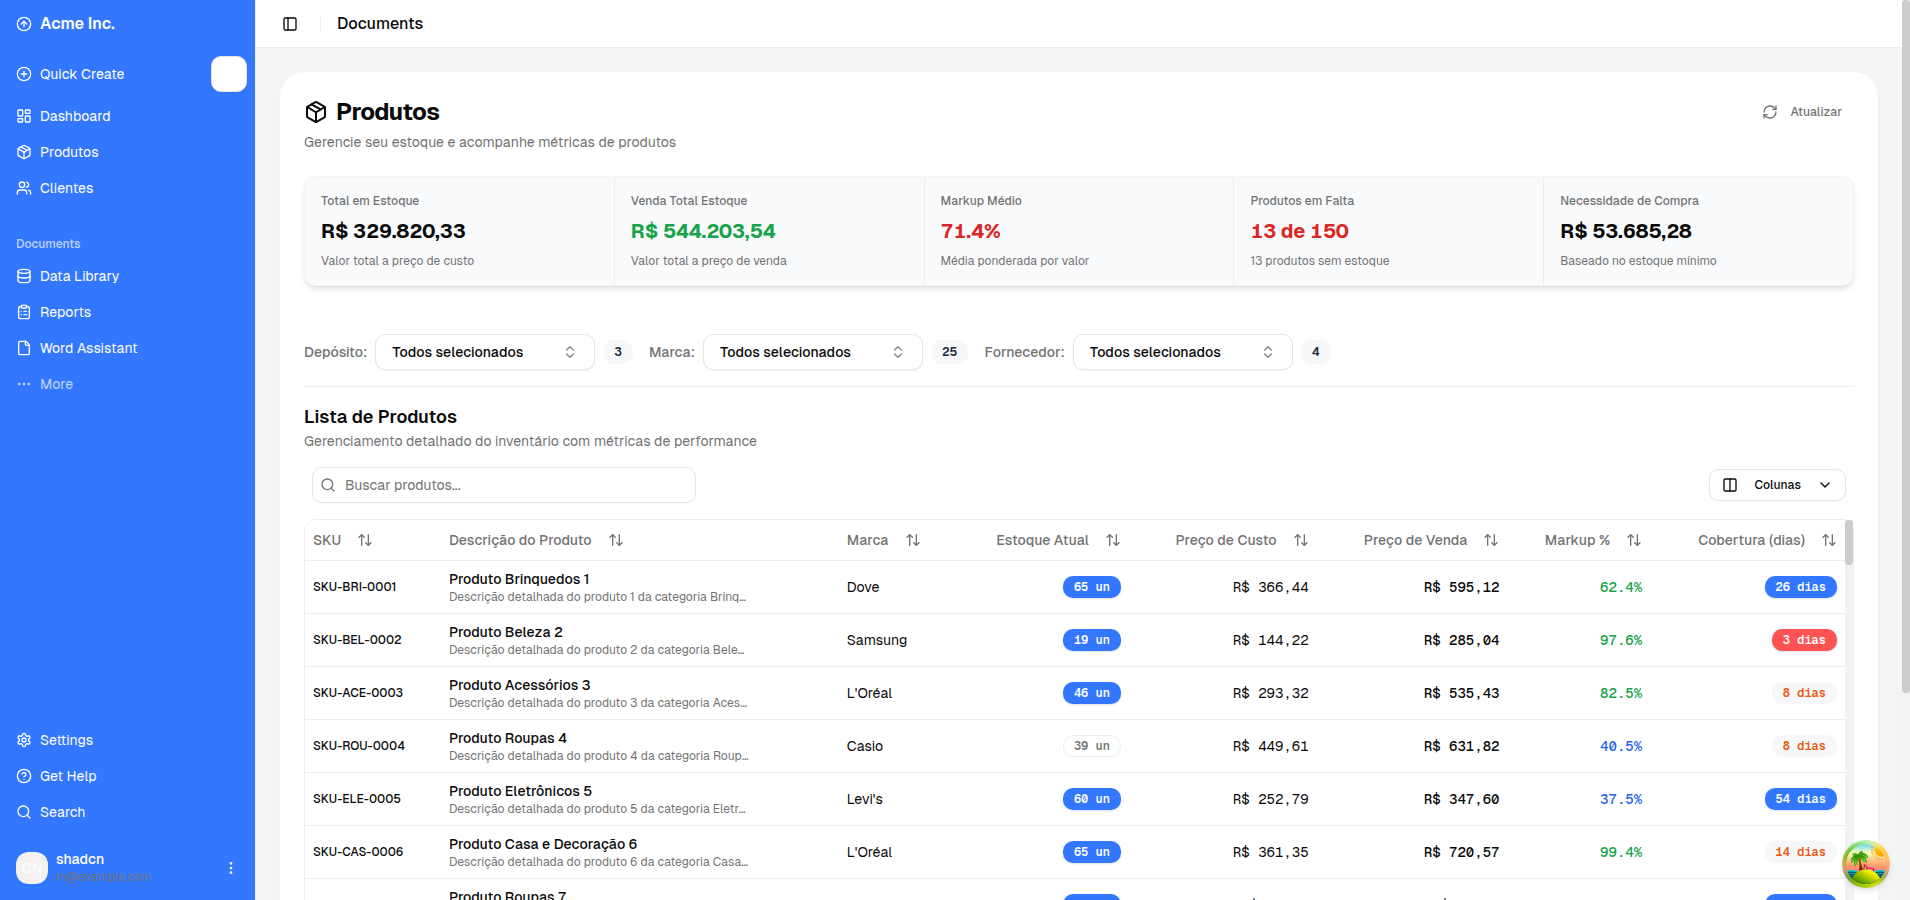 Acme Inc.
Quick Create
Dashboard
Produtos
Clientes
Documents
Data Library
Reports
Word Assistant
More
Settings
Get Help
Search
CN
shadcn
m@example.com
Documents
Produtos
Atualizar
Gerencie seu estoque e acompanhe métricas de produtos
Total em Estoque
R$ 329.820,33
Valor total a preço de custo
Venda Total Estoque
R$ 544.203,54
Valor total a preço de venda
Markup Médio
71.4%
Média ponderada por valor
Produtos em Falta
13 de 150
13 produtos sem estoque
Necessidade de Compra
R$ 53.685,28
Baseado no estoque mínimo
Depósito: Todos selecionados 3 Marca: Todos selecionados 25 Fornecedor: Todos selecionados 4
Lista de Produtos
Gerenciamento detalhado do inventário com métricas de performance
Buscar produtos...
Colunas
SKU Descrição do Produto Marca Estoque Atual Preço de Custo Preço de Venda Markup % Cobertura (dias)
SKU-BRI-0001 Produto Brinquedos 1 Dove 65 un R$ 366,44 R$ 595,12 62.4% 26 dias
Descrição detalhada do produto 1 da categoria Brinq...
SKU-BEL-0002 Produto Beleza 2 Samsung 19 un R$ 144,22 R$ 285,04 97.6% 3 dias
Descrição detalhada do produto 2 da categoria Bele...
SKU-ACE-0003 Produto Acessórios 3 L'Oréal 46 un R$ 293,32 R$ 535,43 82.5% 8 dias
Descrição detalhada do produto 3 da categoria Aces...
SKU-ROU-0004 Produto Roupas 4 Casio 39 un R$ 449,61 R$ 631,82 40.5% 8 dias
Descrição detalhada do produto 4 da categoria Roup...
SKU-ELE-0005 Produto Eletrônicos 5 Levi's 60 un R$ 252,79 R$ 347,60 37.5% 54 dias
Descrição detalhada do produto 5 da categoria Eletr...
SKU-CAS-0006 Produto Casa e Decoração 6 L'Oréal 65 un R$ 361,35 R$ 720,57 99.4% 14 dias
Descrição detalhada do produto 6 da categoria Casa...
Produto Roupas 7